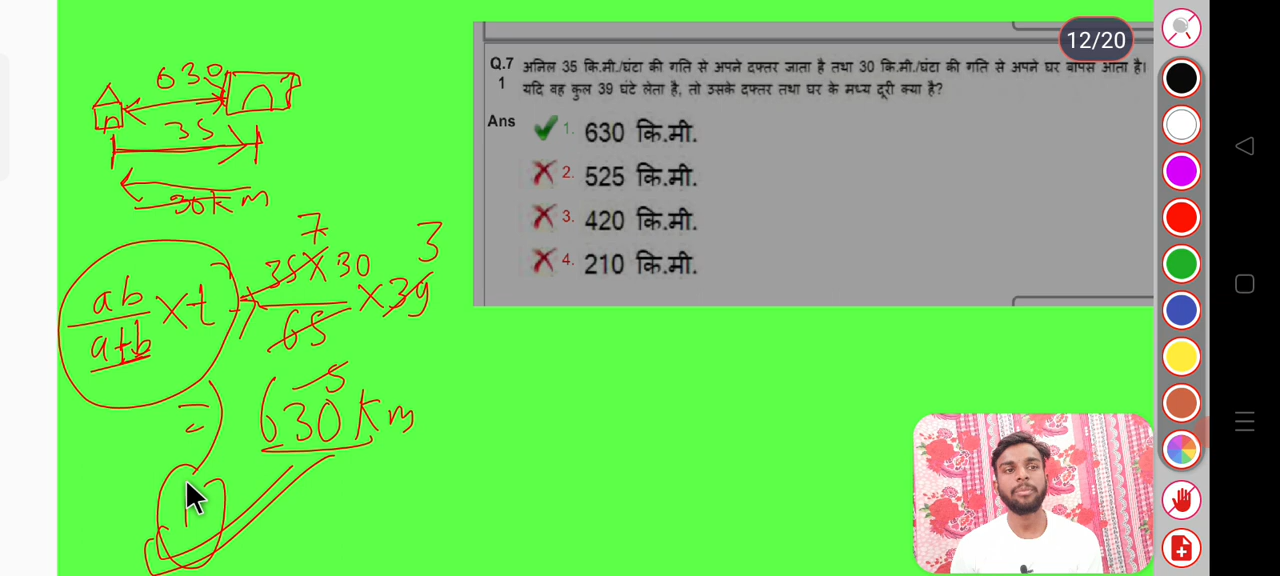 12/20
Q.7 अनिल 35 कि.मी./घंटा की गति से अपने दफ्तर जाता है तथा 30 कि.मी./घंटा की गति से अपने घर वापस आता है।
1 यदि वह कुल 39 घंटे लेता है, तो उसके दफ्तर तथा घर के मध्य दूरी क्या है?
Ans 1. 630 कि.मी.
2. 525 कि.मी.
3. 420 कि.मी.
4. 210 कि.मी.
630
35
30km
7
3
ab/a+b × t → 35×30/65 × 39
5
= 630 km